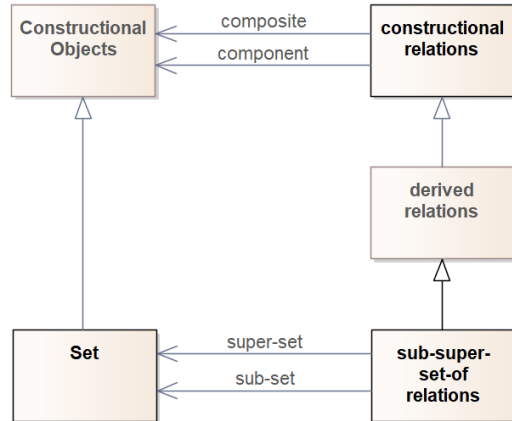 Constructional
Objects
composite
component
constructional
relations
derived
relations
Set
super-set
sub-set
sub-super-
set-of
relations